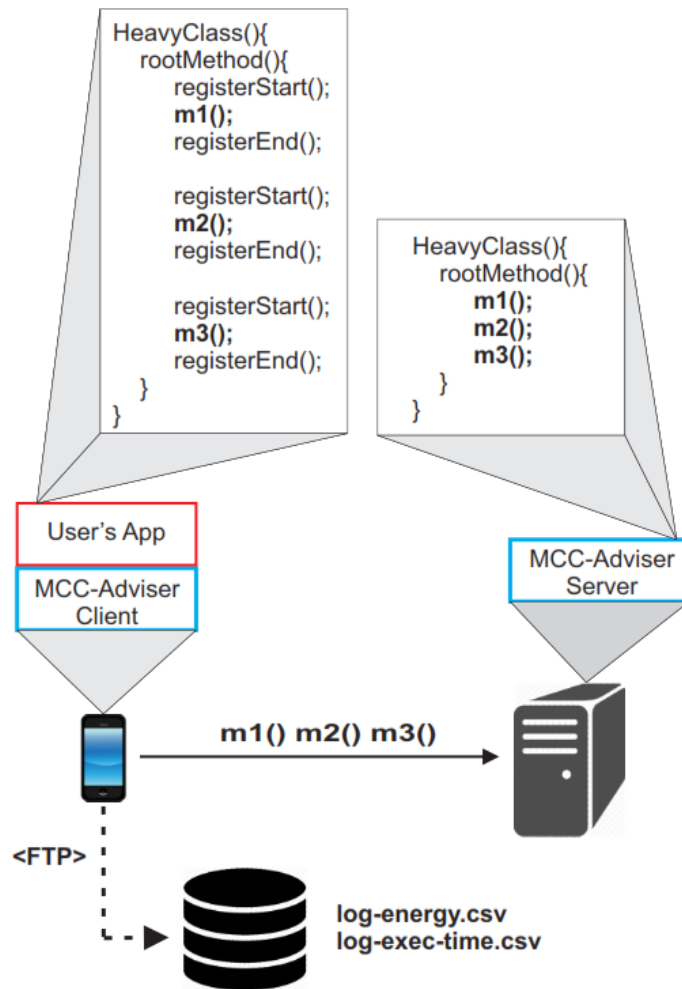 HeavyClass(){
rootMethod(){
registerStart();
m1();
registerEnd();
registerStart();
m2();
registerEnd();
registerStart();
m3();
registerEnd();
}
}
HeavyClass(){
rootMethod(){
m1();
m2();
m3();
}
}
User's App
MCC-Adviser
Client
MCC-Adviser
Server
m1() m2() m3()
<FTP>
log-energy.csv
log-exec-time.csv